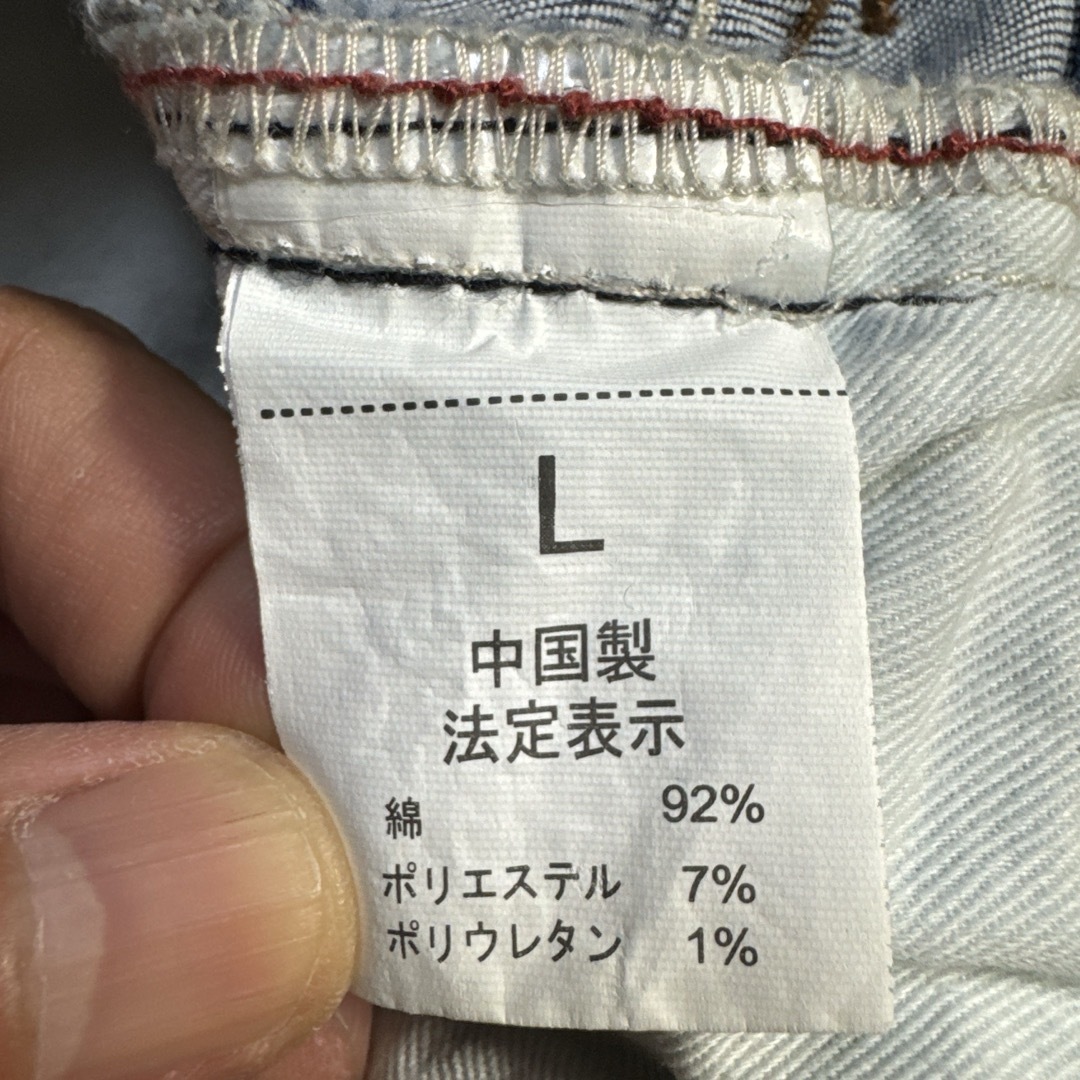 L
中国製
法定表示
綿 92%
ポリエステル 7%
ポリウレタン 1%